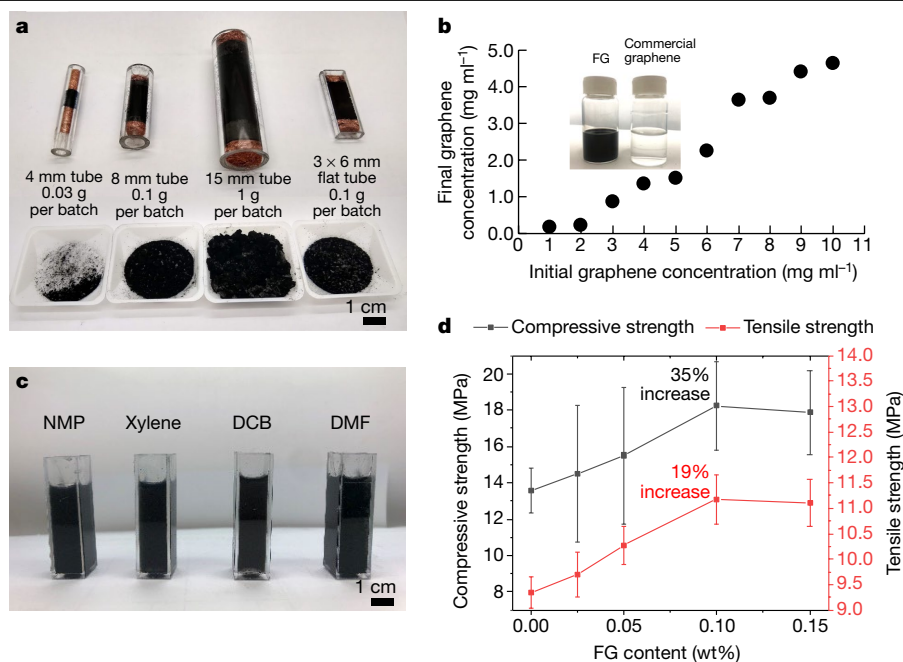 a
4 mm tube
0.03 g
per batch
8 mm tube
0.1 g
per batch
15 mm tube
1 g
per batch
3 × 6 mm
flat tube
0.1 g
per batch
1 cm
b
Final graphene
concentration (mg ml⁻¹)
5.0
4.0
3.0
2.0
1.0
0.0
FG
Commercial
graphene
0 1 2 3 4 5 6 7 8 9 10 11
Initial graphene concentration (mg ml⁻¹)
c
NMP Xylene DCB DMF
1 cm
d
Compressive strength Tensile strength
Compressive strength (MPa)
20
18
16
14
12
10
8
35%
increase
19%
increase
14.0
13.5
13.0
12.5
12.0
11.5
11.0
10.5
10.0
9.5
9.0
Tensile strength (MPa)
0.00 0.05 0.10 0.15
FG content (wt%)